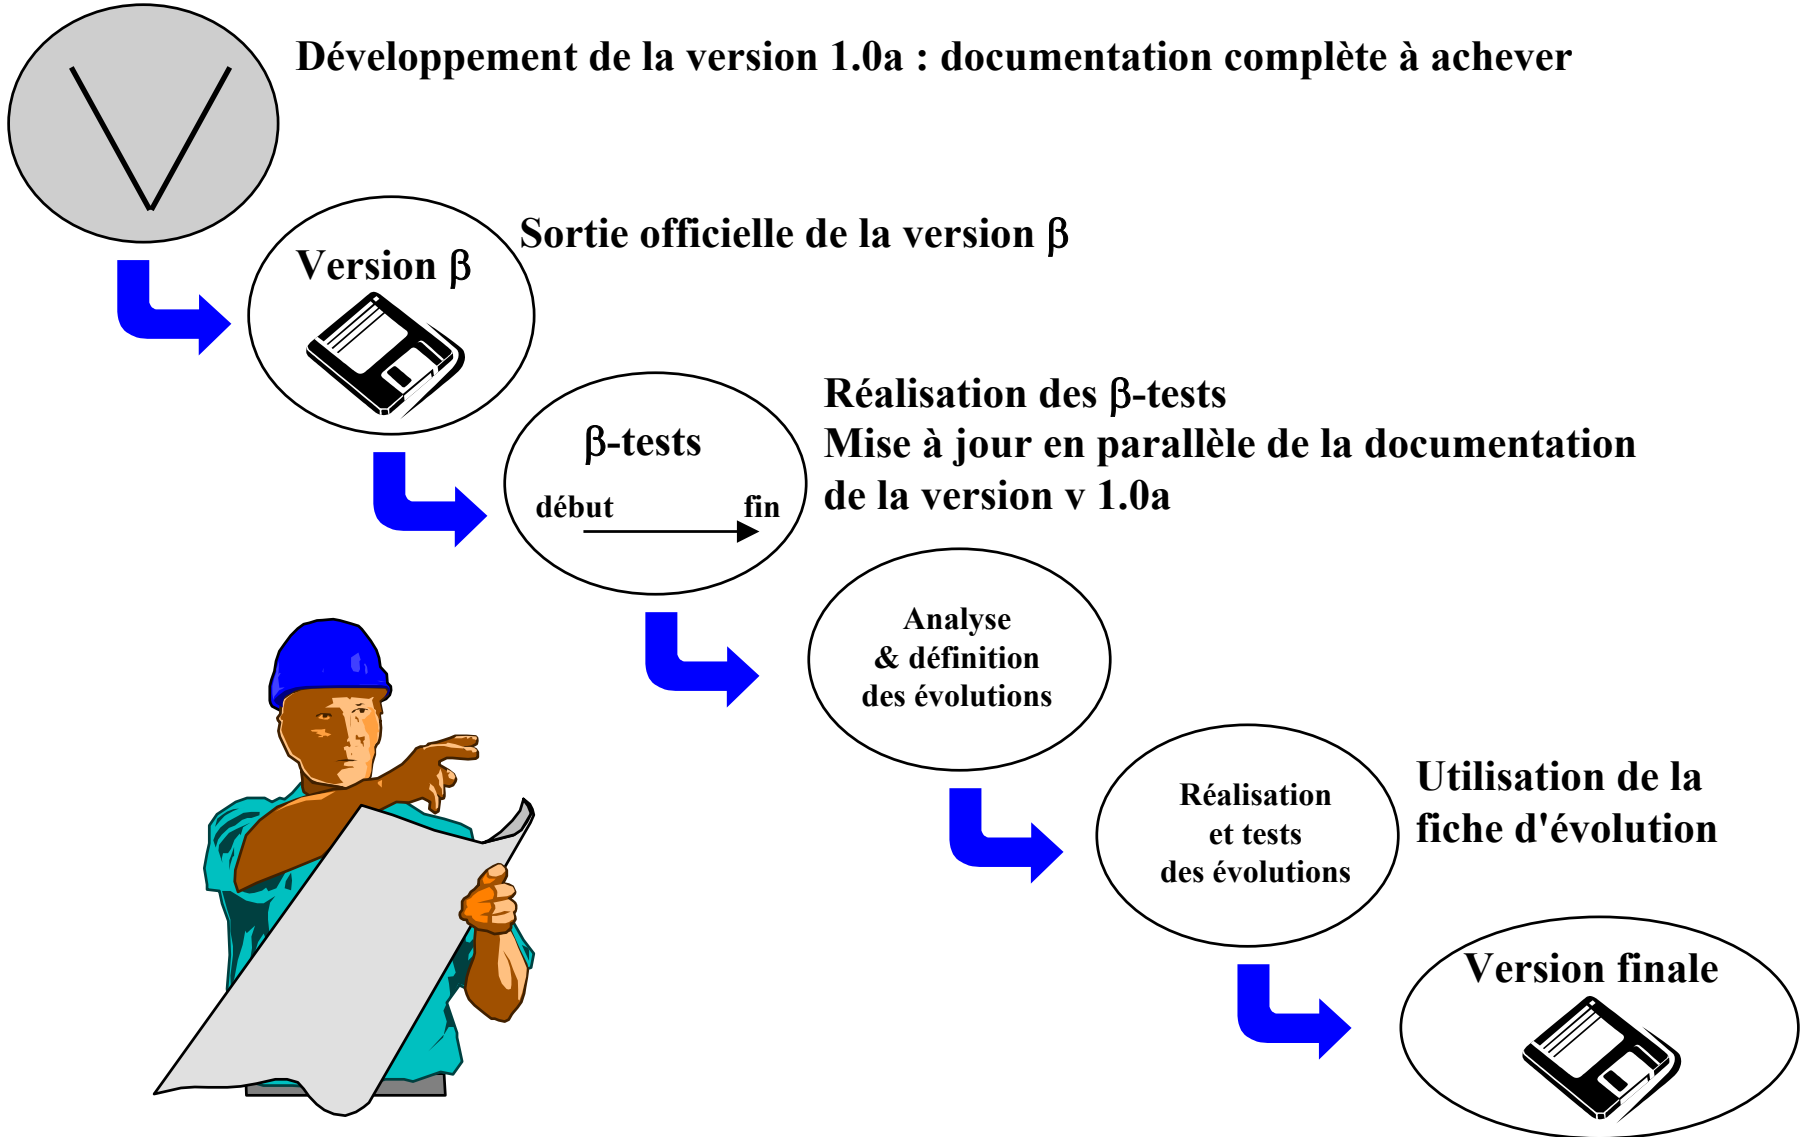 Développement de la version 1.0a : documentation complète à achever
Sortie officielle de la version β
Version β
Réalisation des β-tests
Mise à jour en parallèle de la documentation
de la version v 1.0a
β-tests
début fin
Analyse
& définition
des évolutions
Réalisation
et tests
des évolutions
Utilisation de la
fiche d'évolution
Version finale